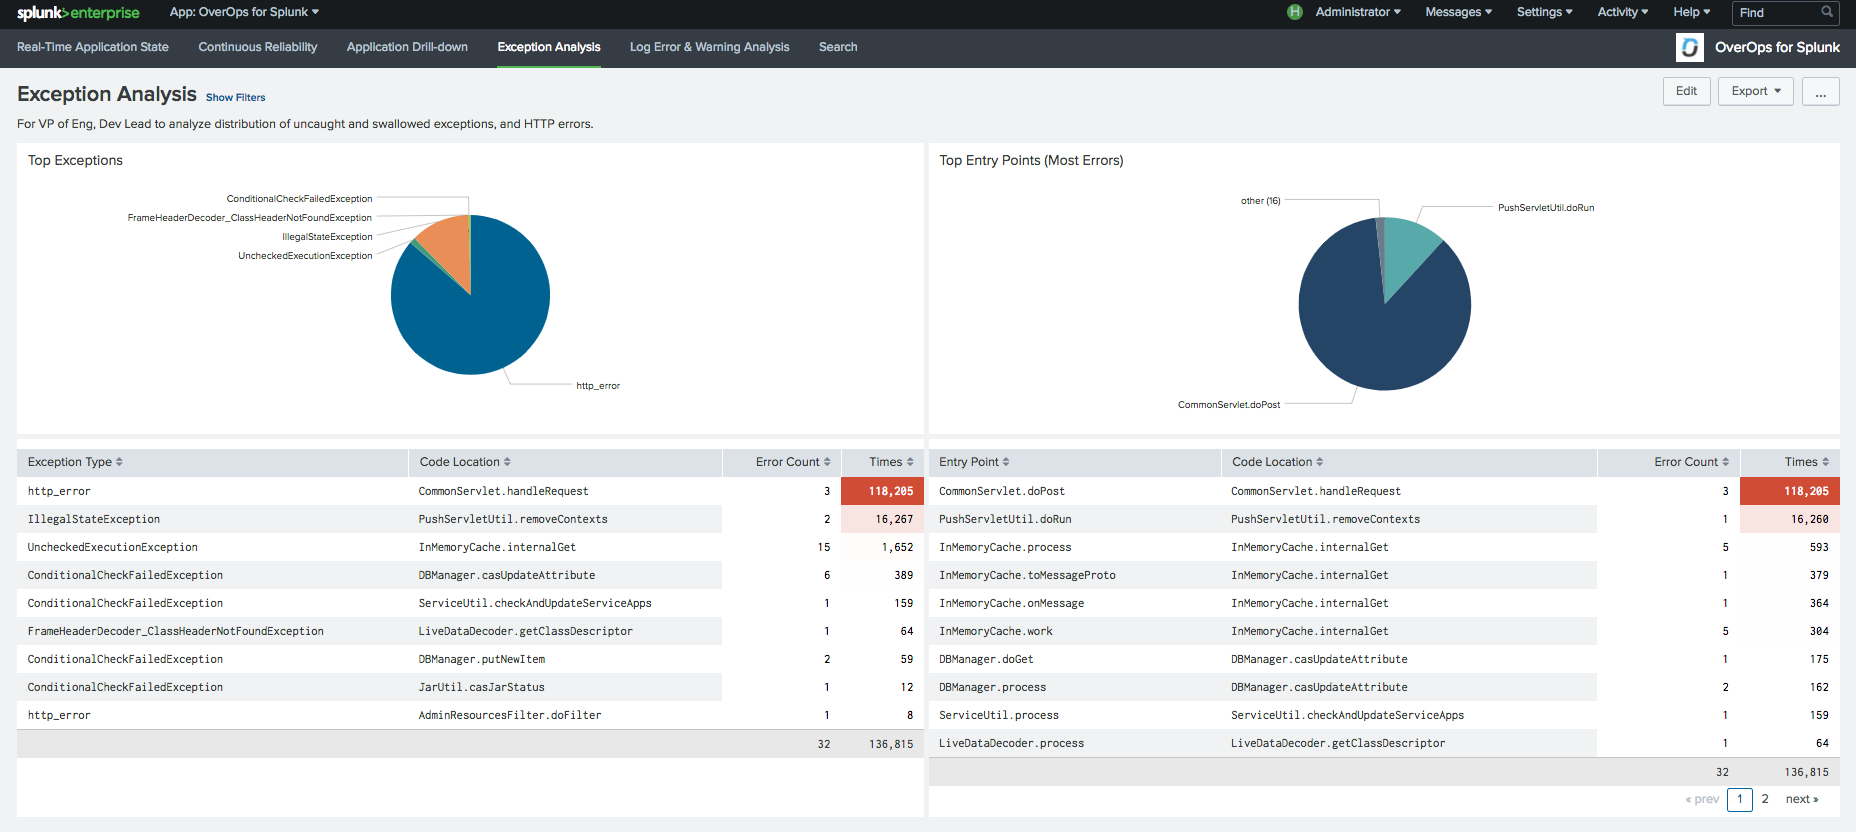 splunk>enterprise App: OverOps for Splunk Administrator Messages Settings Activity Help Find
H
Real-Time Application State Continuous Reliability Application Drill-down Exception Analysis Log Error & Warning Analysis Search OverOps for Splunk
Exception Analysis Show Filters Edit Export ...
For VP of Eng, Dev Lead to analyze distribution of uncaught and swallowed exceptions, and HTTP errors.
Top Exceptions
ConditionalCheckFailedException
FrameHeaderDecoder_ClassHeaderNotFoundException
IllegalStateException
UncheckedExecutionException
http_error
Top Entry Points (Most Errors)
other (16)
PushServletUtil.doRun
CommonServlet.doPost
Exception Type Code Location Error Count Times
http_error CommonServlet.handleRequest 3 118,205
IllegalStateException PushServletUtil.removeContexts 2 16,267
UncheckedExecutionException InMemoryCache.internalGet 15 1,652
ConditionalCheckFailedException DBManager.casUpdateAttribute 6 389
ConditionalCheckFailedException ServiceUtil.checkAndUpdateServiceApps 1 159
FrameHeaderDecoder_ClassHeaderNotFoundException LiveDataDecoder.getClassDescriptor 1 64
ConditionalCheckFailedException DBManager.putNewItem 2 59
ConditionalCheckFailedException JarUtil.casJarStatus 1 12
http_error AdminResourcesFilter.doFilter 1 8
32 136,815
Entry Point Code Location Error Count Times
CommonServlet.doPost CommonServlet.handleRequest 3 118,205
PushServletUtil.doRun PushServletUtil.removeContexts 1 16,260
InMemoryCache.process InMemoryCache.internalGet 5 593
InMemoryCache.toMessageProto InMemoryCache.internalGet 1 379
InMemoryCache.onMessage InMemoryCache.internalGet 1 364
InMemoryCache.work InMemoryCache.internalGet 5 304
DBManager.doGet DBManager.casUpdateAttribute 1 175
DBManager.process DBManager.casUpdateAttribute 2 162
ServiceUtil.process ServiceUtil.checkAndUpdateServiceApps 1 159
LiveDataDecoder.process LiveDataDecoder.getClassDescriptor 1 64
32 136,815
« prev 1 2 next »